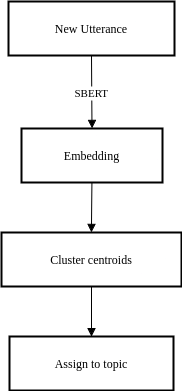 New Utterance
SBERT
Embedding
Cluster centroids
Assign to topic